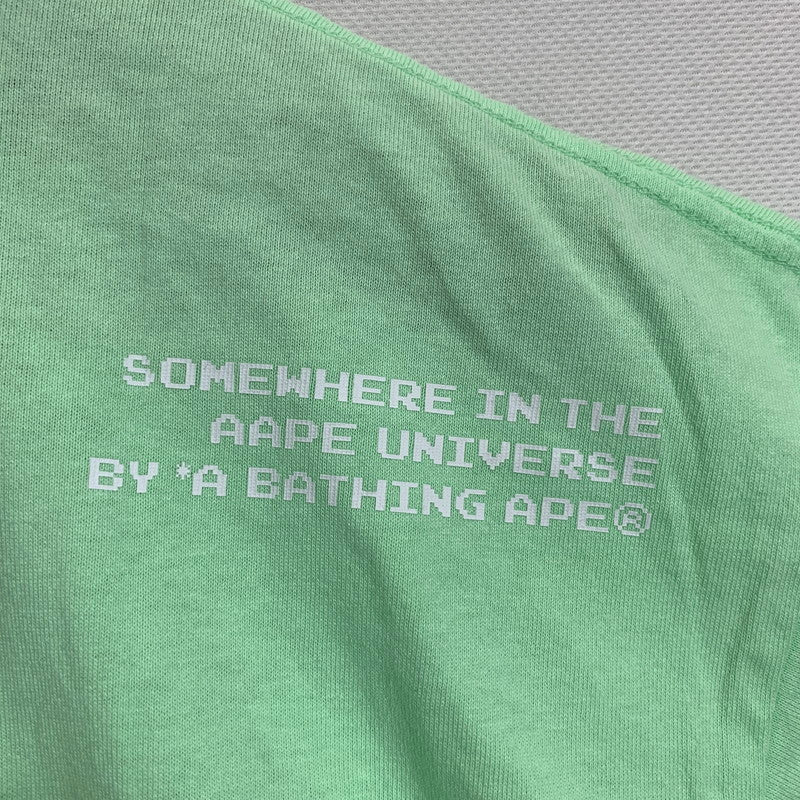 SOMEWHERE IN THE
AAPE UNIVERSE
BY *A BATHING APE®